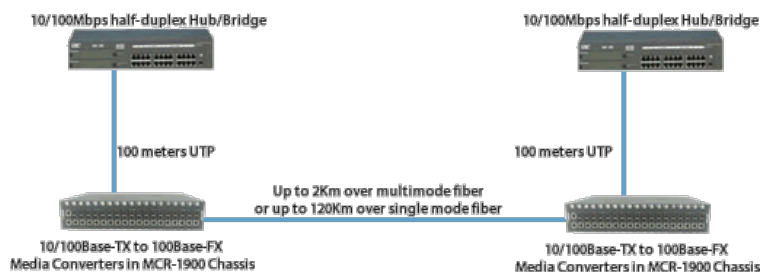 10/100Mbps half-duplex Hub/Bridge
10/100Mbps half-duplex Hub/Bridge
100 meters UTP
100 meters UTP
Up to 2Km over multimode fiber
or up to 120Km over single mode fiber
10/100Base-TX to 100Base-FX
Media Converters in MCR-1900 Chassis
10/100Base-TX to 100Base-FX
Media Converters in MCR-1900 Chassis